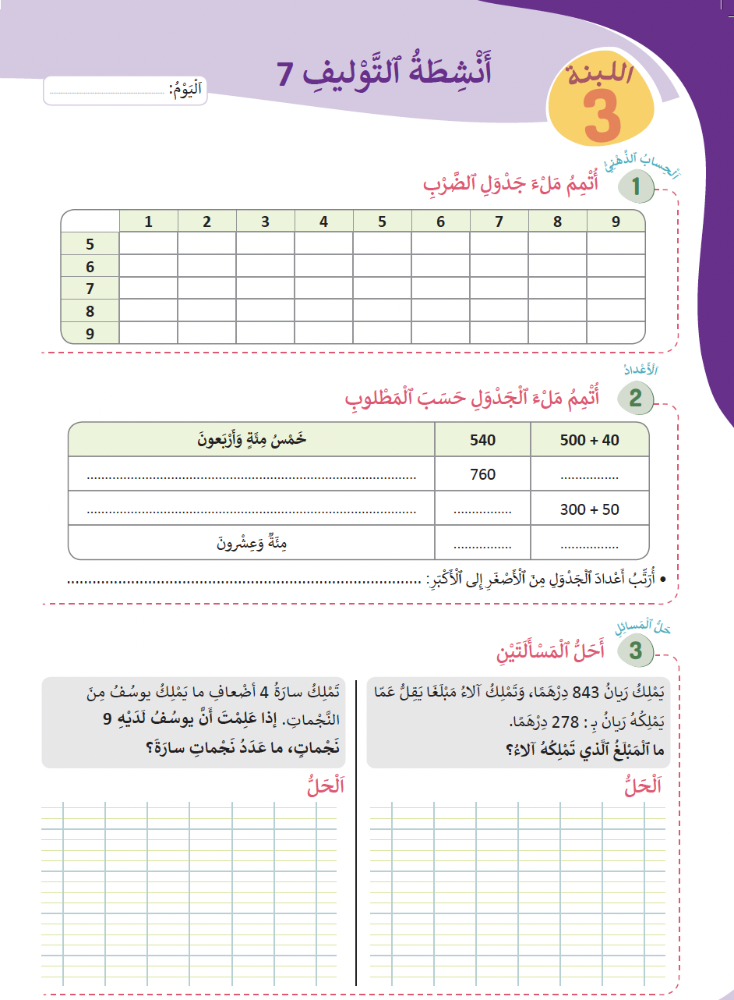 اللبنة
3
أَنْشِطَةُ ٱلتَّوْليفِ 7
اَلْيَوْمُ: ........................................
اَلْحِسابُ ٱلذِّهْنِيُّ
1
أُتْمِمُ مَلْءَ جَدْوَلِ ٱلضَّرْبِ
1 2 3 4 5 6 7 8 9
5
6
7
8
9
اَلْأَعْدادُ
2
أُتْمِمُ مَلْءَ ٱلْجَدْوَلِ حَسَبَ ٱلْمَطْلوبِ
خَمْسُ مِئَةٍ وَأَرْبَعونَ 540 500 + 40
.......................................................................................... 760 ................
.......................................................................................... ................ 300 + 50
مِئَةٌ وَعِشْرونَ ................ ................
• أُرَتِّبُ أَعْدادَ ٱلْجَدْوَلِ مِنَ ٱلْأَصْغَرِ إِلى ٱلْأَكْبَرِ: ...................................................................................
حَلُّ ٱلْمَسائِلِ
3
أَحَلُّ ٱلْمَسْأَلَتَيْنِ
يَمْلِكُ رَيانُ 843 دِرْهَمًا، وَتَمْلِكُ آلاءُ مَبْلَغًا يَقِلُّ عَمّا
يَمْلِكُهُ رَيانُ بِـ : 278 دِرْهَمًا.
ما ٱلْمَبْلَغُ ٱلَّذي تَمْلِكُهُ آلاءُ؟
اَلْحَلُّ
تَمْلِكُ سارَةُ 4 أَضْعافِ ما يَمْلِكُ يوسُفُ مِنَ
النَّجْماتِ. إذا عَلِمْتَ أَنَّ يوسُفُ لَدَيْهِ 9
نَجْماتٍ، ما عَدَدُ نَجْماتِ سارَةَ؟
اَلْحَلُّ